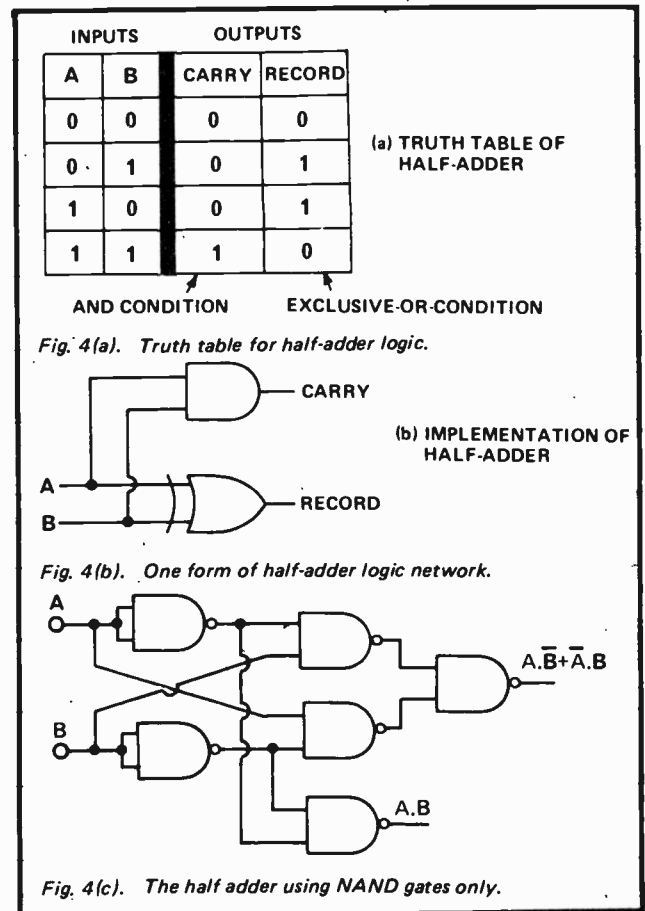 INPUTS OUTPUTS
A B CARRY RECORD
0 0 0 0
0 1 0 1
1 0 0 1
1 1 1 0
(a) TRUTH TABLE OF
HALF-ADDER
AND CONDITION EXCLUSIVE-OR-CONDITION
Fig. 4(a). Truth table for half-adder logic.
CARRY
(b) IMPLEMENTATION OF
HALF-ADDER
A
B
RECORD
Fig. 4(b). One form of half-adder logic network.
A
A.B̅+A̅.B
B
A.B
Fig. 4(c). The half adder using NAND gates only.